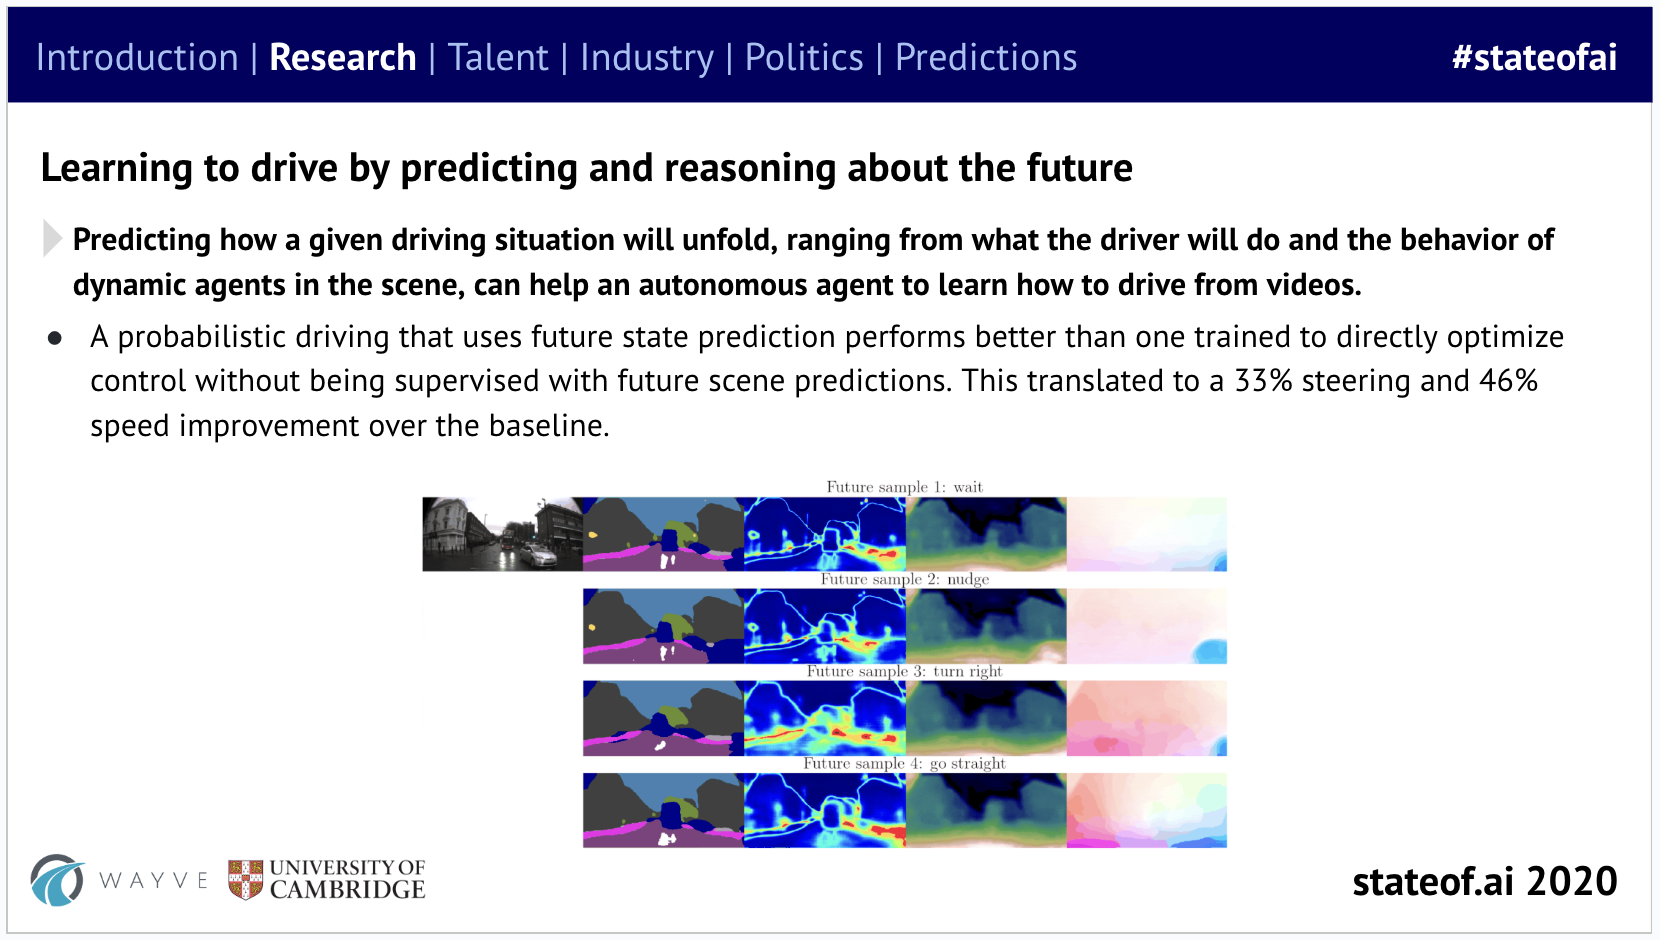 Introduction | Research | Talent | Industry | Politics | Predictions
#stateofai
Learning to drive by predicting and reasoning about the future
Predicting how a given driving situation will unfold, ranging from what the driver will do and the behavior of
dynamic agents in the scene, can help an autonomous agent to learn how to drive from videos.
● A probabilistic driving that uses future state prediction performs better than one trained to directly optimize
control without being supervised with future scene predictions. This translated to a 33% steering and 46%
speed improvement over the baseline.
Future sample 1: wait
Future sample 2: nudge
Future sample 3: turn right
Future sample 4: go straight
WAYVE
UNIVERSITY OF
CAMBRIDGE
stateof.ai 2020